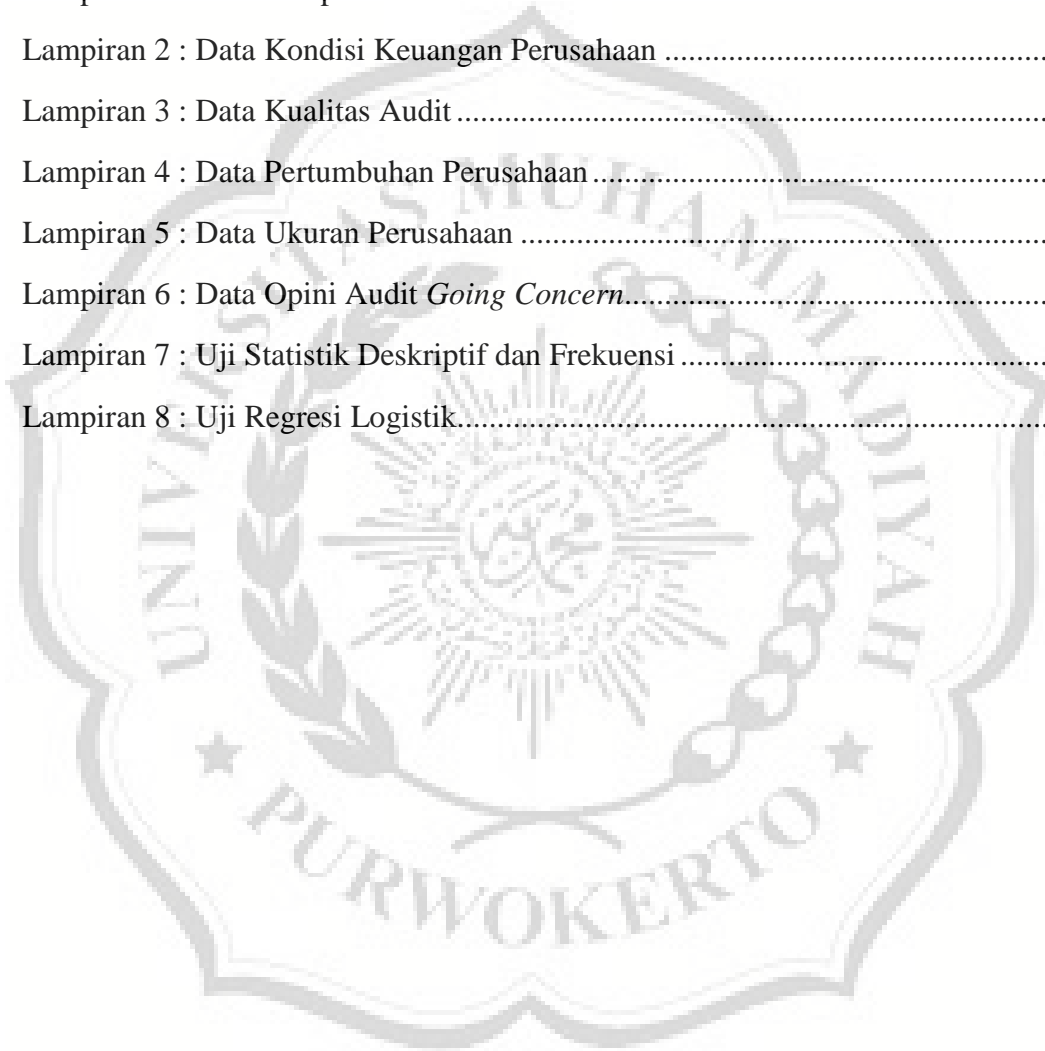 Lampiran 2 : Data Kondisi Keuangan Perusahaan ..........................................
Lampiran 3 : Data Kualitas Audit ..........................................
Lampiran 4 : Data Pertumbuhan Perusahaan ..........................................
Lampiran 5 : Data Ukuran Perusahaan ..........................................
Lampiran 6 : Data Opini Audit Going Concern ..........................................
Lampiran 7 : Uji Statistik Deskriptif dan Frekuensi ..........................................
Lampiran 8 : Uji Regresi Logistik ..........................................
UNIVERSITAS MUHAMMADIYAH
PURWOKERTO